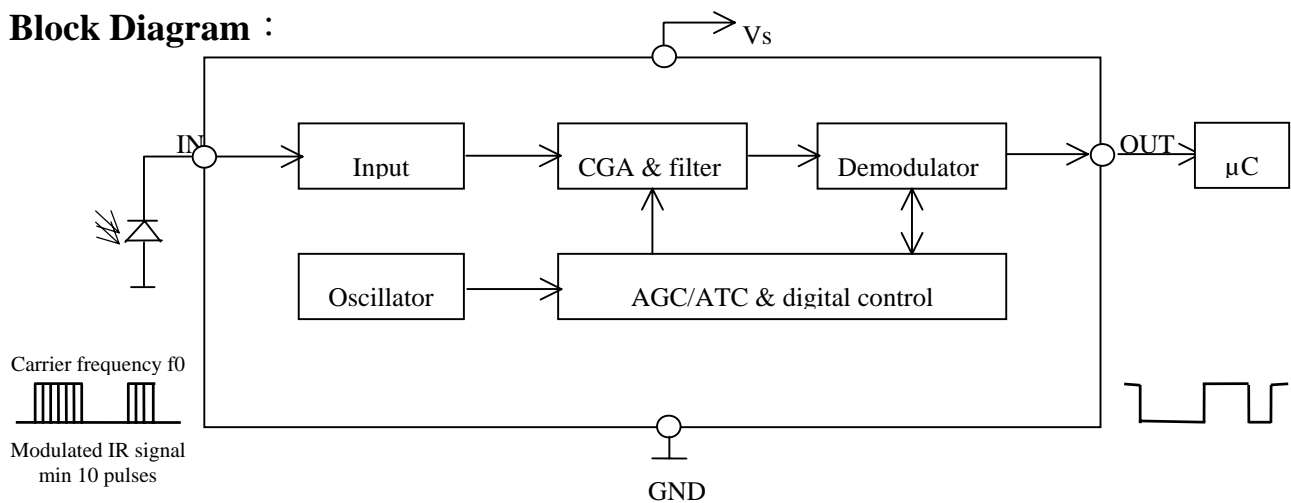 Block Diagram：
Vs
IN
Input
CGA & filter
Demodulator
OUT
µC
Oscillator
AGC/ATC & digital control
Carrier frequency f0
Modulated IR signal
min 10 pulses
GND